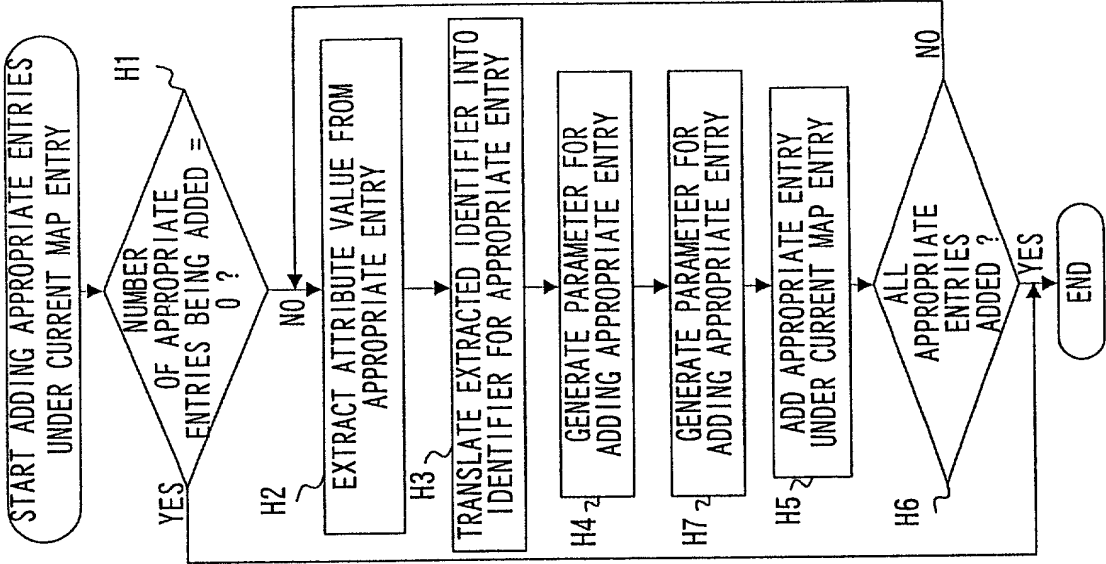 START ADDING APPROPRIATE ENTRIES
UNDER CURRENT MAP ENTRY
H1
NUMBER
OF APPROPRIATE
ENTRIES BEING ADDED =
0 ?
YES
NO
H2
EXTRACT ATTRIBUTE VALUE FROM
APPROPRIATE ENTRY
H3
TRANSLATE EXTRACTED IDENTIFIER INTO
IDENTIFIER FOR APPROPRIATE ENTRY
H4
GENERATE PARAMETER FOR
ADDING APPROPRIATE ENTRY
H7
GENERATE PARAMETER FOR
ADDING APPROPRIATE ENTRY
H5
ADD APPROPRIATE ENTRY
UNDER CURRENT MAP ENTRY
H6
ALL
APPROPRIATE
ENTRIES
ADDED ?
NO
YES
END